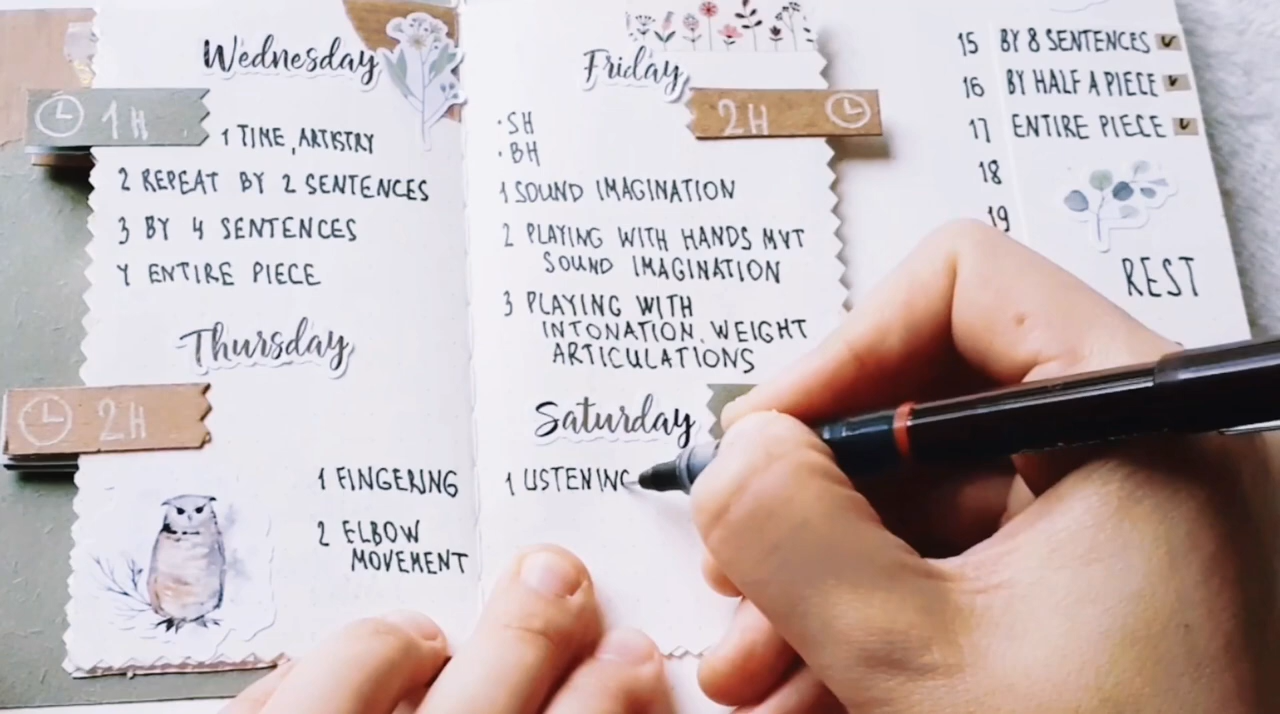 Wednesday
1H
1 TIME, ARTISTRY
2 REPEAT BY 2 SENTENCES
3 BY 4 SENTENCES
4 ENTIRE PIECE
Thursday
2H
1 FINGERING
2 ELBOW
MOVEMENT
Friday
2H
• SH
• BH
1 SOUND IMAGINATION
2 PLAYING WITH HANDS MVT
SOUND IMAGINATION
3 PLAYING WITH
INTONATION. WEIGHT
ARTICULATIONS
Saturday
1 LISTENING
15 BY 8 SENTENCES
16 BY HALF A PIECE
17 ENTIRE PIECE
18
19
REST